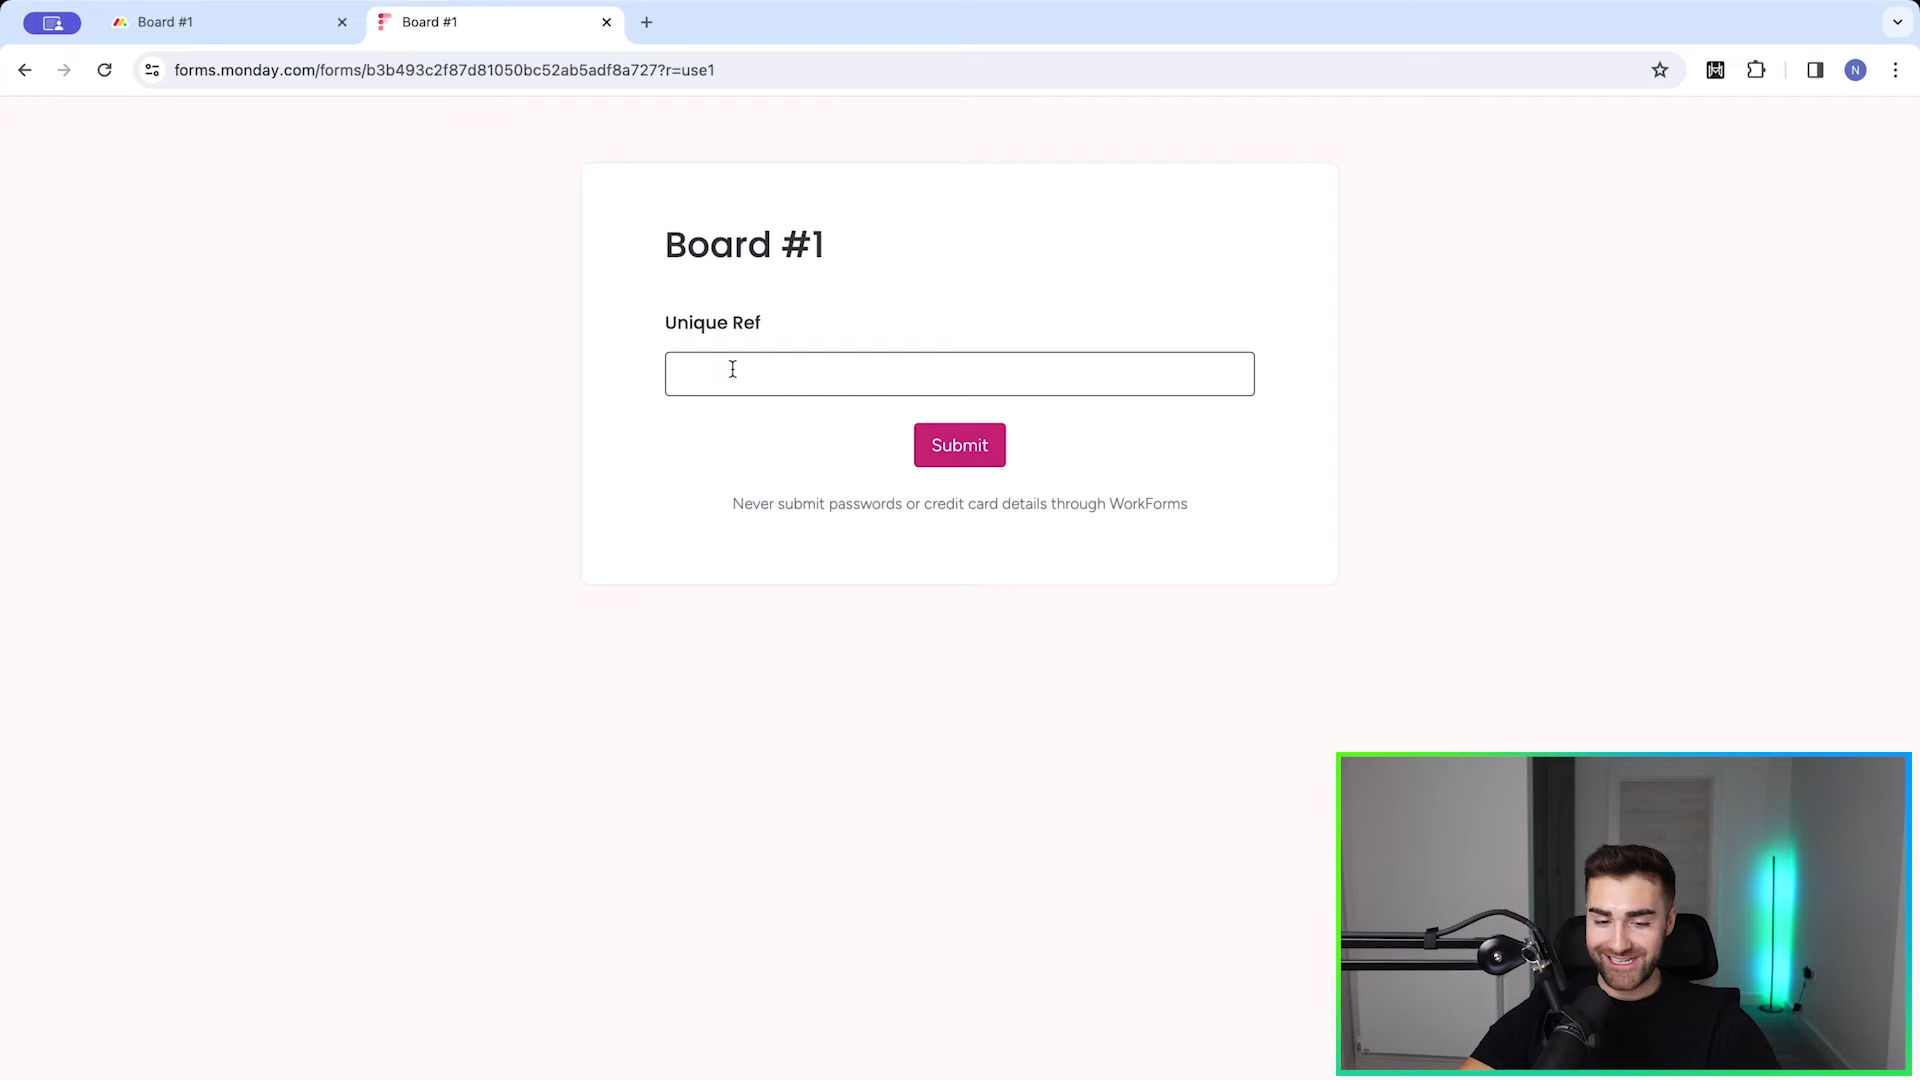 Board #1
Board #1
forms.monday.com/forms/b3b493c2f87d81050bc52ab5adf8a727?r=use1
N
Board #1
Unique Ref
Submit
Never submit passwords or credit card details through WorkForms